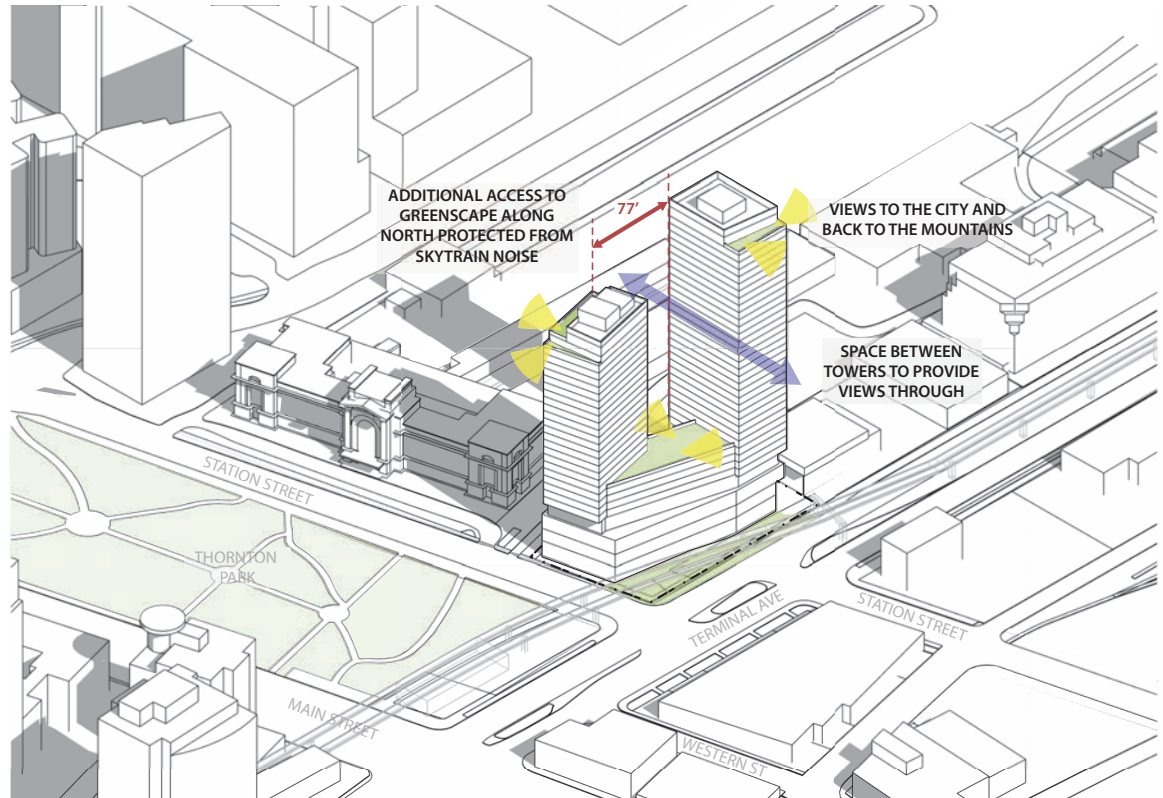 ADDITIONAL ACCESS TO
GREENSCAPE ALONG
NORTH PROTECTED FROM
SKYTRAIN NOISE
77'
VIEWS TO THE CITY AND
BACK TO THE MOUNTAINS
SPACE BETWEEN
TOWERS TO PROVIDE
VIEWS THROUGH
STATION STREET
THORNTON
PARK
MAIN STREET
TERMINAL AVE
STATION STREET
WESTERN ST